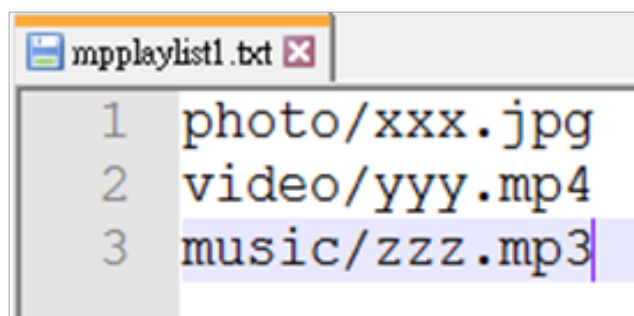 mpplaylist1.txt
1 photo/xxx.jpg
2 video/yyy.mp4
3 music/zzz.mp3